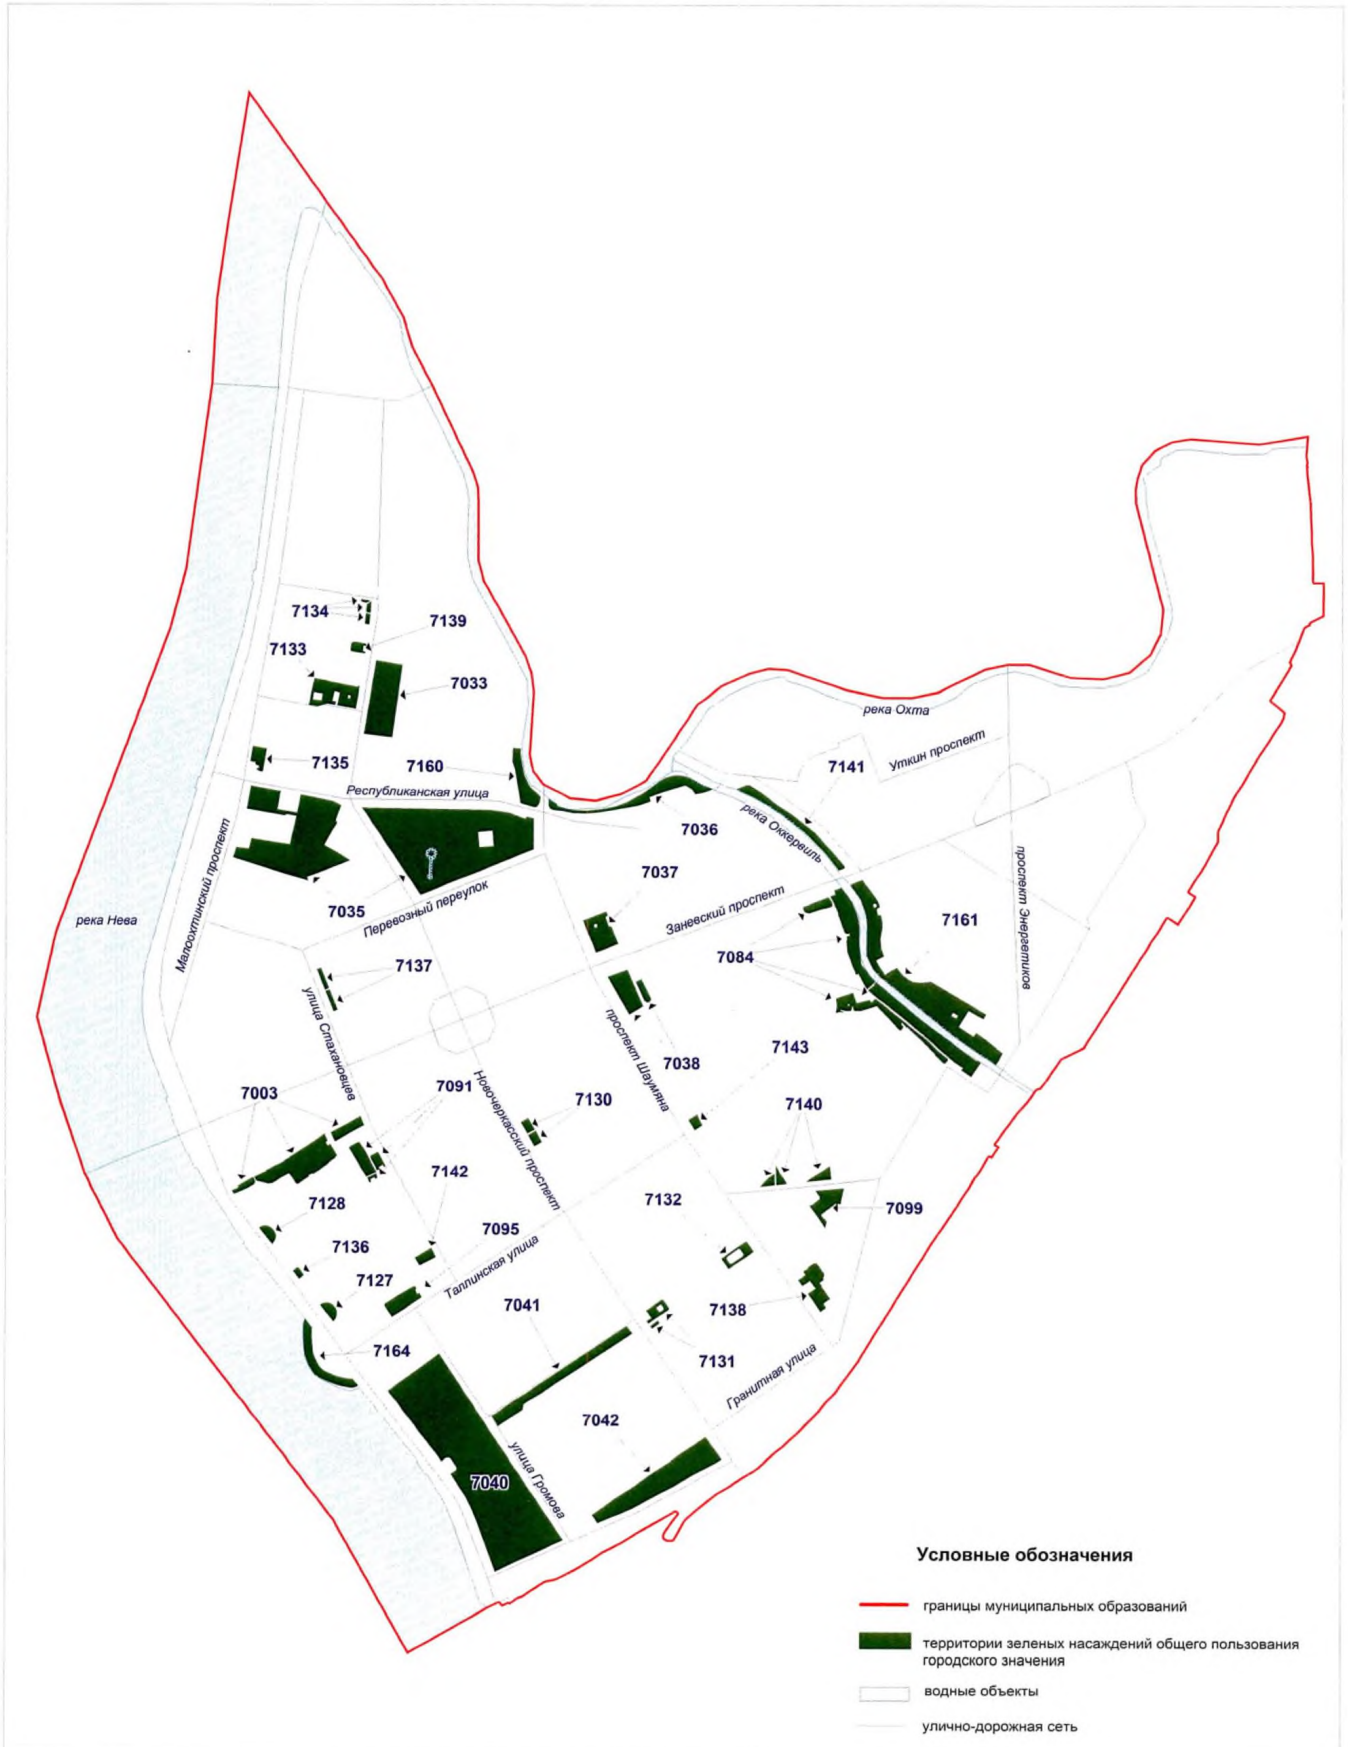 7134
7139
7133
7033
река Охта
Уткин проспект
7135
7160
7141
Республиканская улица
7036
река Оккервиль
Малоохтинский проспект
7037
проспект Энергетиков
7035
Перевозный переулок
Заневский проспект
река Нева
7161
7084
7137
улица Стахановцев
проспект Шаумяна
7143
7038
7003
7091
Новочеркасский проспект
7130
7140
7142
7128
7132
7099
7095
7136
Таллинская улица
7127
7041
7138
7164
7131
Гранитная улица
7042
улица Громова
7040
Условные обозначения
границы муниципальных образований
территории зеленых насаждений общего пользования
городского значения
водные объекты
улично-дорожная сеть